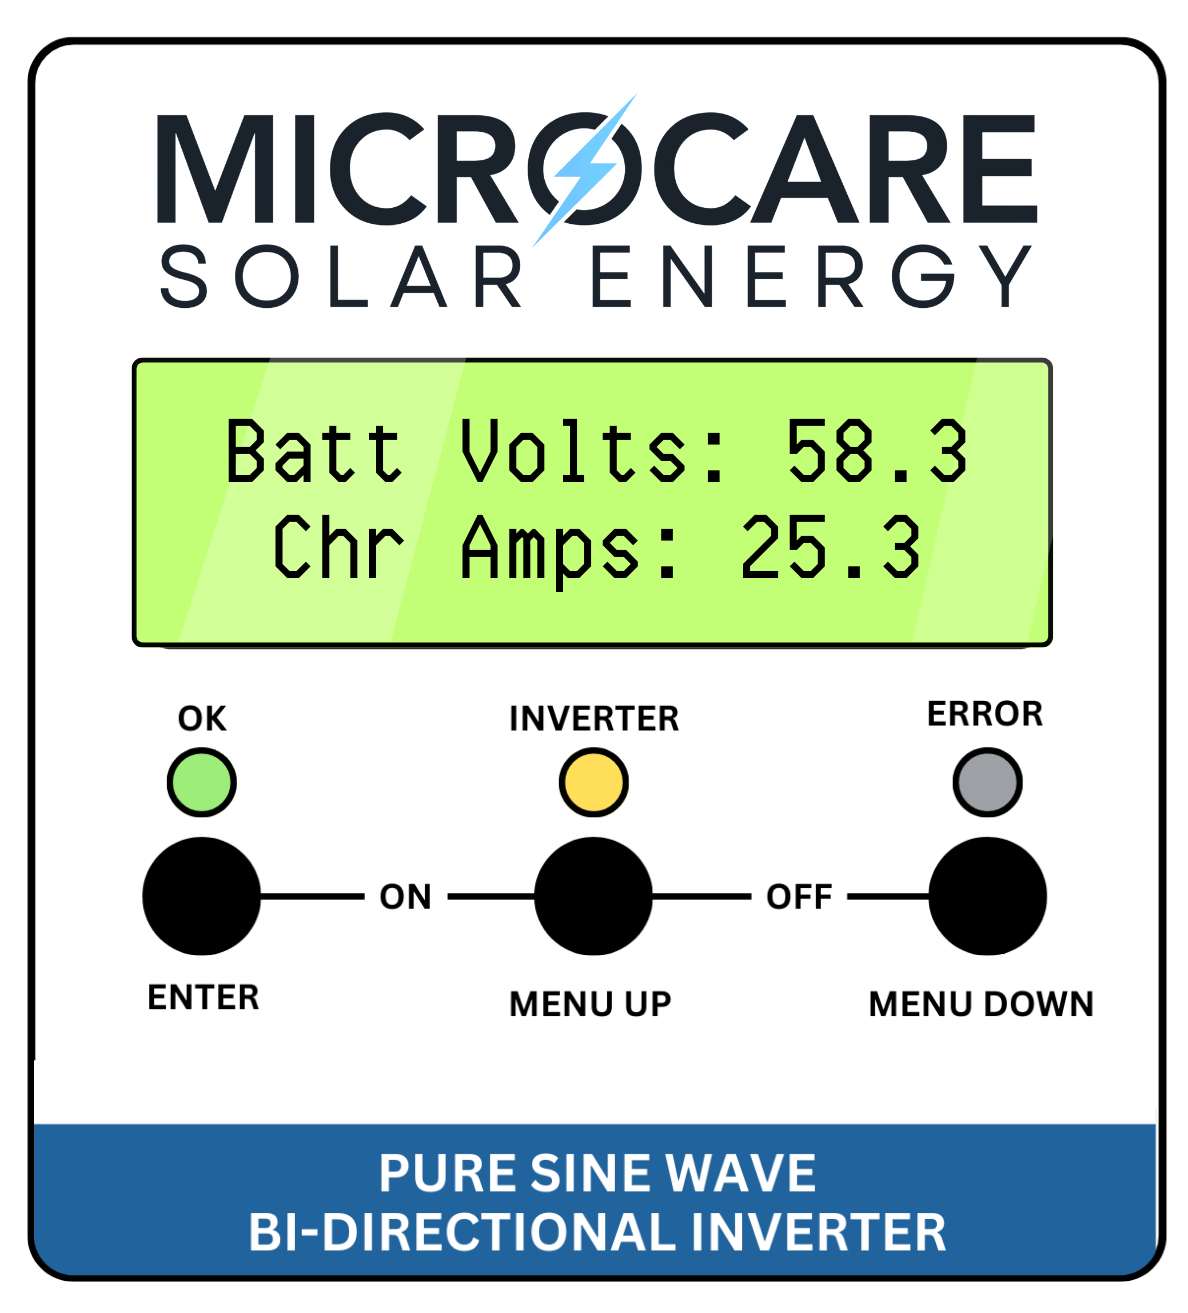 MICROCARE
SOLAR ENERGY
Batt Volts: 58.3
Chr Amps: 25.3
OK INVERTER ERROR
ON OFF
ENTER MENU UP MENU DOWN
PURE SINE WAVE
BI-DIRECTIONAL INVERTER